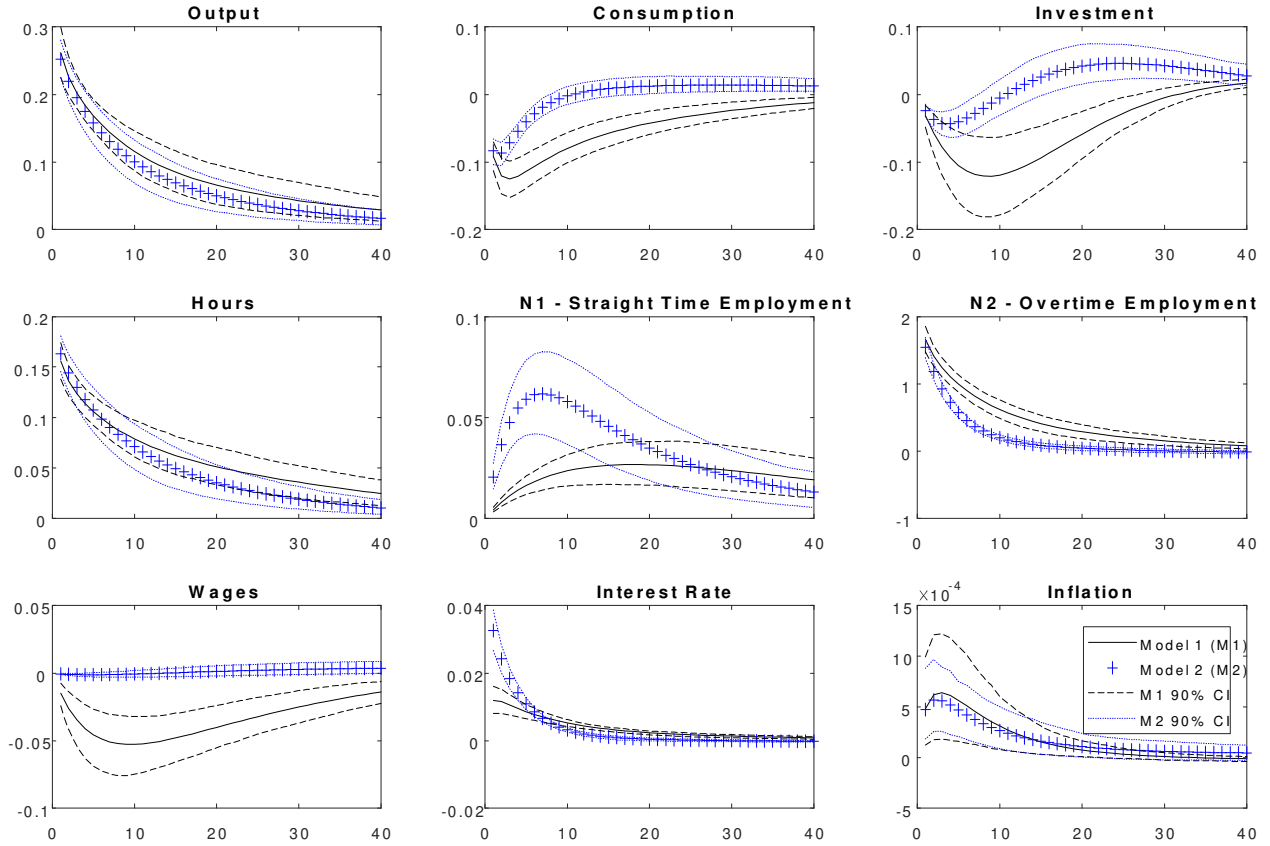 Output
0.3
0.2
0.1
0
0 10 20 30 40
Consumption
0.1
0
-0.1
-0.2
0 10 20 30 40
Investment
0.1
0
-0.1
-0.2
0 10 20 30 40
Hours
0.2
0.15
0.1
0.05
0
0 10 20 30 40
N1 - Straight Time Employment
0.1
0.05
0
0 10 20 30 40
N2 - Overtime Employment
2
1
0
-1
0 10 20 30 40
Wages
0.05
0
-0.05
-0.1
0 10 20 30 40
Interest Rate
0.04
0.02
0
-0.02
0 10 20 30 40
Inflation
×10⁻⁴
15
10
5
0
-5
0 10 20 30 40
Model 1 (M1)
Model 2 (M2)
M1 90% CI
M2 90% CI